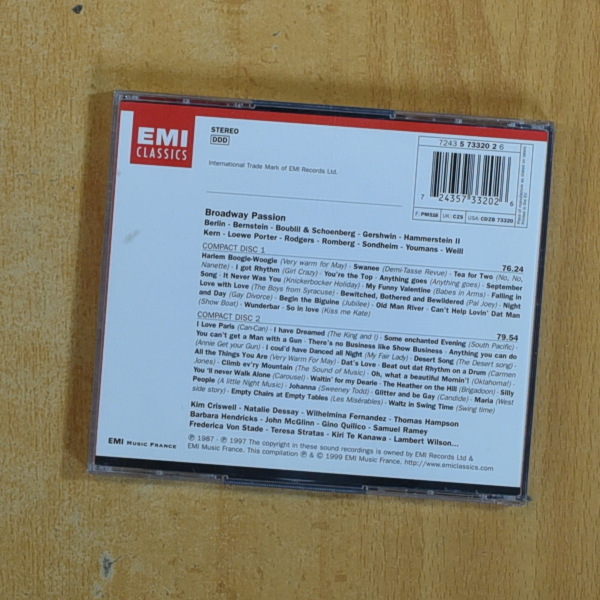 EMI
CLASSICS
STEREO
DDD
International Trade Mark of EMI Records Ltd.
7243 5 73320 2 6
7 24357 33202 6
F: PM518 UK: CZS USA: CDZB 73320
Broadway Passion
Berlin - Bernstein - Boublil & Schoenberg - Gershwin - Hammerstein II
Kern - Loewe Porter - Rodgers - Romberg - Sondheim - Youmans - Weill
COMPACT DISC 1 76.24
Harlem Boogie-Woogie (Very warm for May) · Swanee (Demi-Tasse Revue) · Tea for Two (No, No,
Nanette) · I got Rhythm (Girl Crazy) · You're the Top · Anything goes (Anything goes) · September
Song · It Never Was You (Knickerbocker Holiday) · My Funny Valentine (Babes in Arms) · Falling in
Love with Love (The Boys from Syracuse) · Bewitched, Bothered and Bewildered (Pal Joey) · Night
and Day (Gay Divorce) · Begin the Biguine (Jubilee) · Old Man River · Can't Help Lovin' Dat Man
(Show Boat) · Wunderbar · So in love (Kiss me Kate)
COMPACT DISC 2 79.54
I Love Paris (Can-Can) · I have Dreamed (The King and I) · Some enchanted Evening (South Pacific) ·
You can't get a Man with a Gun · There's no Business like Show Business · Anything you can do
(Annie Get your Gun) · I could have Danced all Night (My Fair Lady) · Desert Song (The Desert song) ·
All the Things You Are (Very Warm For May) · Dat's Love · Beat out dat Rhythm on a Drum (Carmen
Jones) · Climb ev'ry Mountain (The Sound of Music) · Oh, what a beautiful Mornin'! (Oklahoma!) ·
You 'll never Walk Alone (Carousel) · Waitin' for my Dearie · The Heather on the Hill (Brigadoon) · Silly
People (A little Night Music) · Johanna (Sweeney Todd) · Glitter and be Gay (Candide) · Maria (West
side story) · Empty Chairs at Empty Tables (Les Misérables) · Waltz in Swing Time (Swing time)
Kim Criswell - Natalie Dessay - Wilhelmina Fernandez - Thomas Hampson
Barbara Hendricks - John McGlinn - Gino Quilico - Samuel Ramey
Frederica Von Stade - Teresa Stratas - Kiri Te Kanawa - Lambert Wilson...
EMI MUSIC FRANCE
℗ 1987 - ℗ 1997 The copyright in these sound recordings is owned by EMI Records Ltd &
EMI Music France. This compilation ℗ & © 1999 EMI Music France. http://www.emiclassics.com